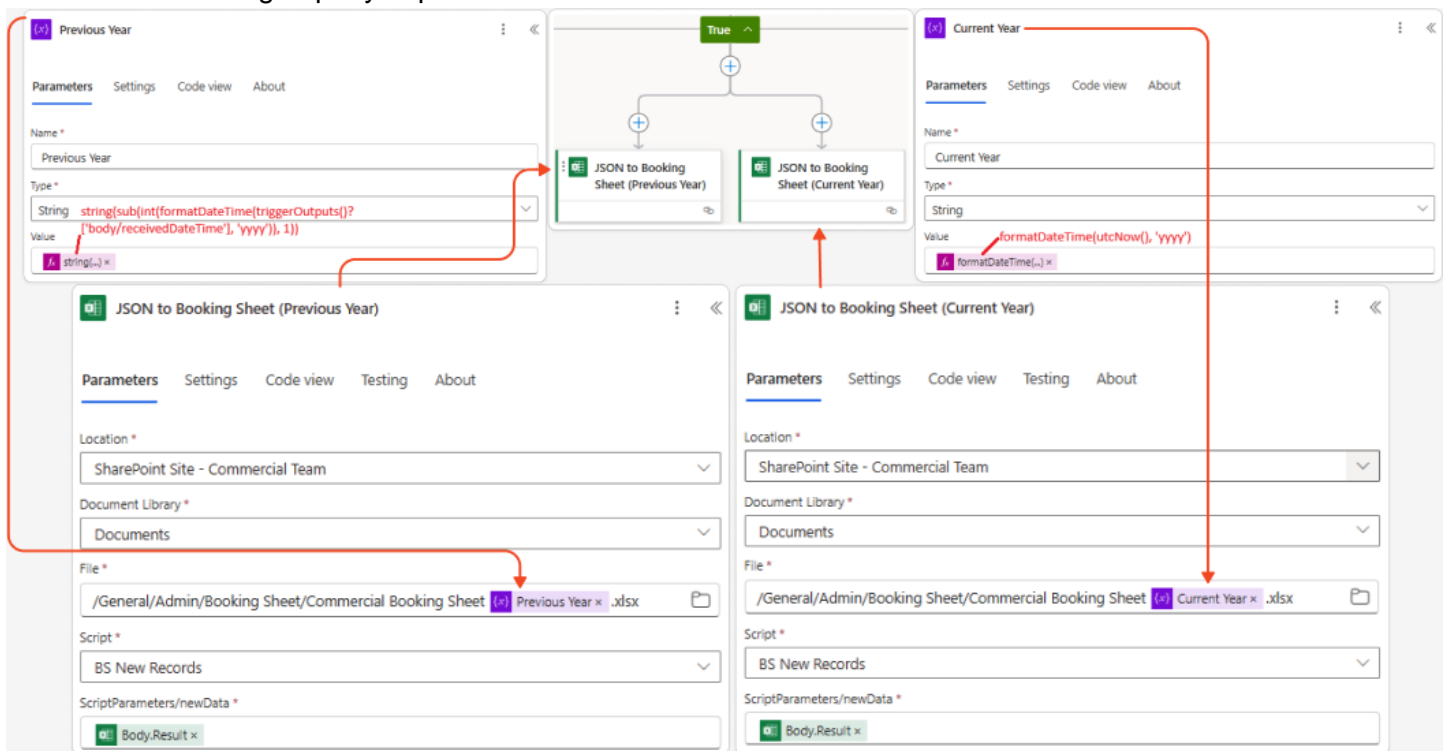 Previous Year
Parameters Settings Code view About
Name *
Previous Year
Type *
String string(sub(int(formatDateTime(triggerOutputs()?
['body/receivedDateTime'], 'yyyy')), 1))
Value
fx string(...) ×
True
JSON to Booking
Sheet (Previous Year)
JSON to Booking
Sheet (Current Year)
Current Year
Parameters Settings Code view About
Name *
Current Year
Type *
String
Value formatDateTime(utcNow(), 'yyyy')
fx formatDateTime(...) ×
JSON to Booking Sheet (Previous Year)
Parameters Settings Code view Testing About
Location *
SharePoint Site - Commercial Team
Document Library *
Documents
File *
/General/Admin/Booking Sheet/Commercial Booking Sheet {x} Previous Year × .xlsx
Script *
BS New Records
ScriptParameters/newData *
Body.Result ×
JSON to Booking Sheet (Current Year)
Parameters Settings Code view Testing About
Location *
SharePoint Site - Commercial Team
Document Library *
Documents
File *
/General/Admin/Booking Sheet/Commercial Booking Sheet {x} Current Year × .xlsx
Script *
BS New Records
ScriptParameters/newData *
Body.Result ×